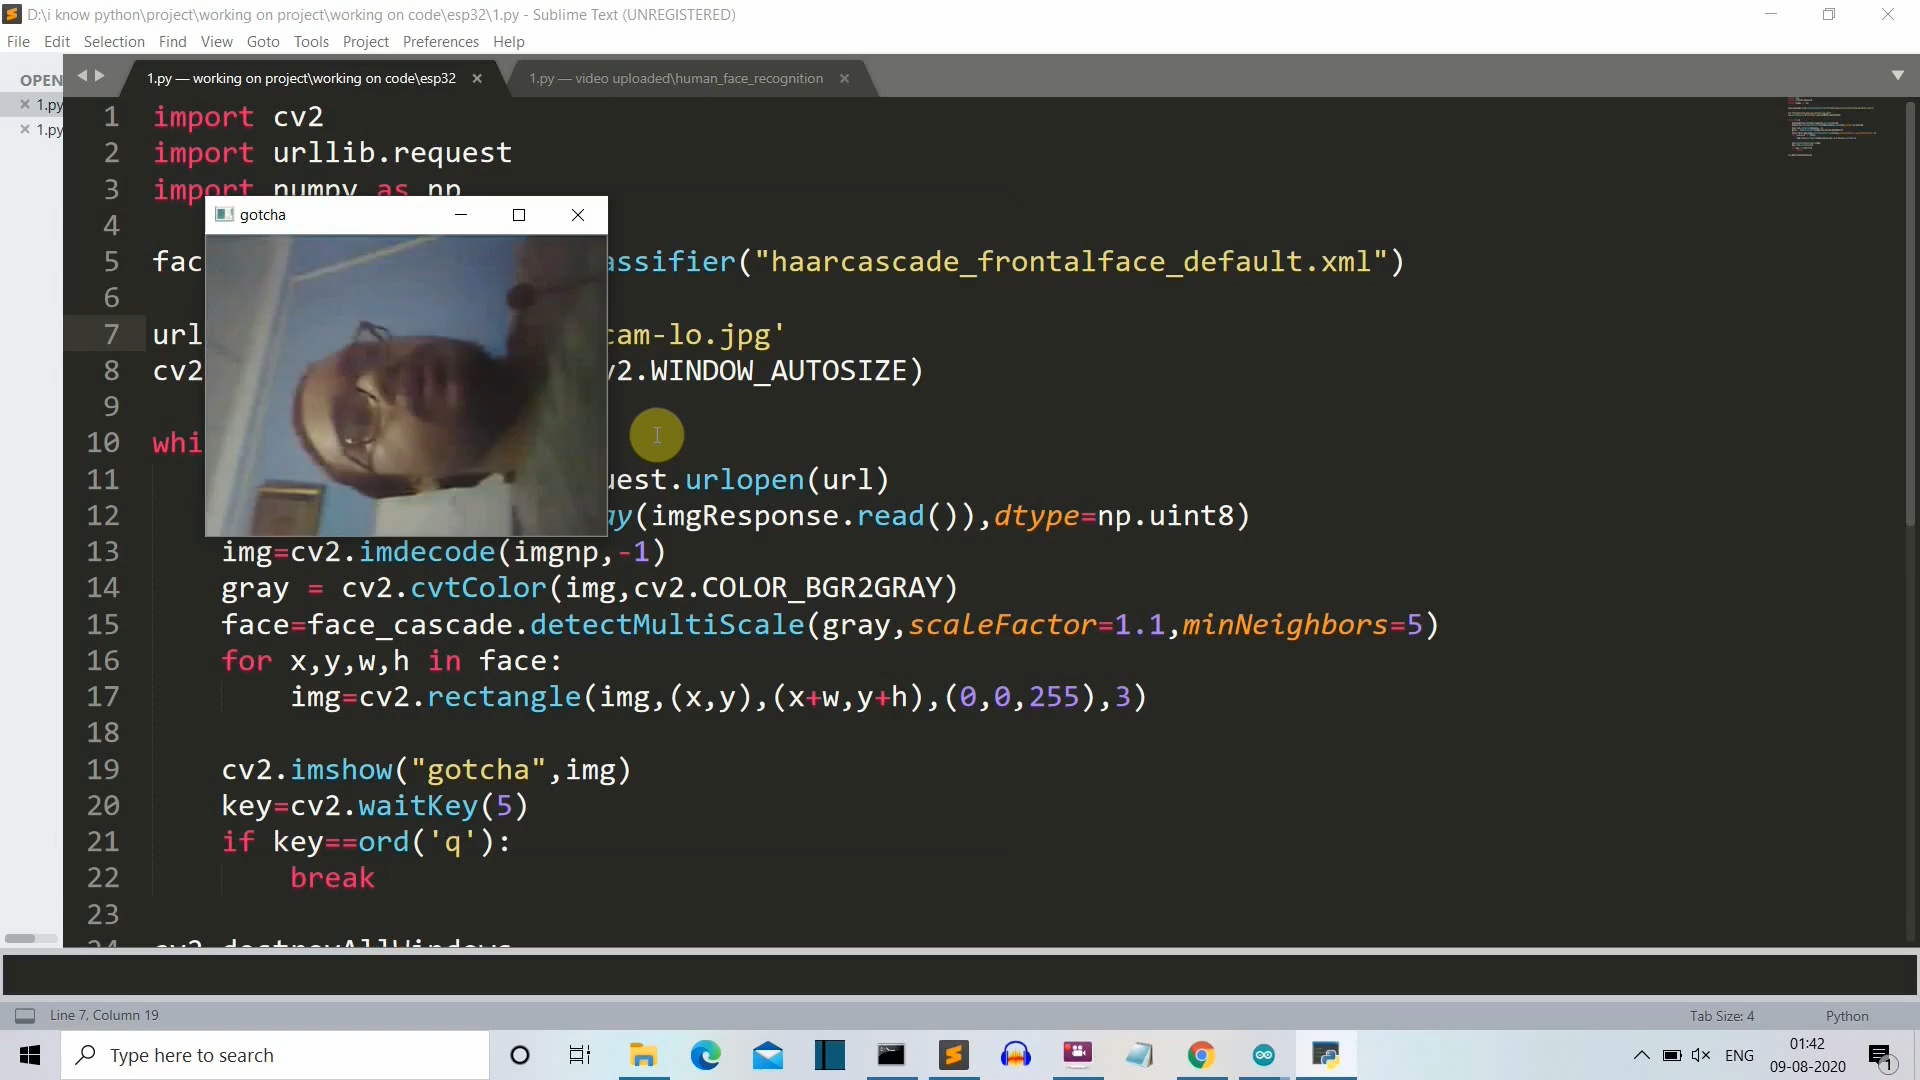 D:\i know python\project\working on project\working on code\esp32\1.py - Sublime Text (UNREGISTERED)
File Edit Selection Find View Goto Tools Project Preferences Help
OPEN
1.py — working on project\working on code\esp32
1.py — video uploaded\human_face_recognition
1.py
1.py
1 import cv2
2 import urllib.request
3 import numpy as np
gotcha
4
5 fac assifier("haarcascade_frontalface_default.xml")
6
7 url cam-lo.jpg'
8 cv2 v2.WINDOW_AUTOSIZE)
9
10 whi
11 uest.urlopen(url)
12 ay(imgResponse.read()),dtype=np.uint8)
13 img=cv2.imdecode(imgnp,-1)
14 gray = cv2.cvtColor(img,cv2.COLOR_BGR2GRAY)
15 face=face_cascade.detectMultiScale(gray,scaleFactor=1.1,minNeighbors=5)
16 for x,y,w,h in face:
17 img=cv2.rectangle(img,(x,y),(x+w,y+h),(0,0,255),3)
18
19 cv2.imshow("gotcha",img)
20 key=cv2.waitKey(5)
21 if key==ord('q'):
22 break
23
24 cv2.destroyAllWindows
Line 7, Column 19
Tab Size: 4
Python
Type here to search
ENG
01:42
09-08-2020
1